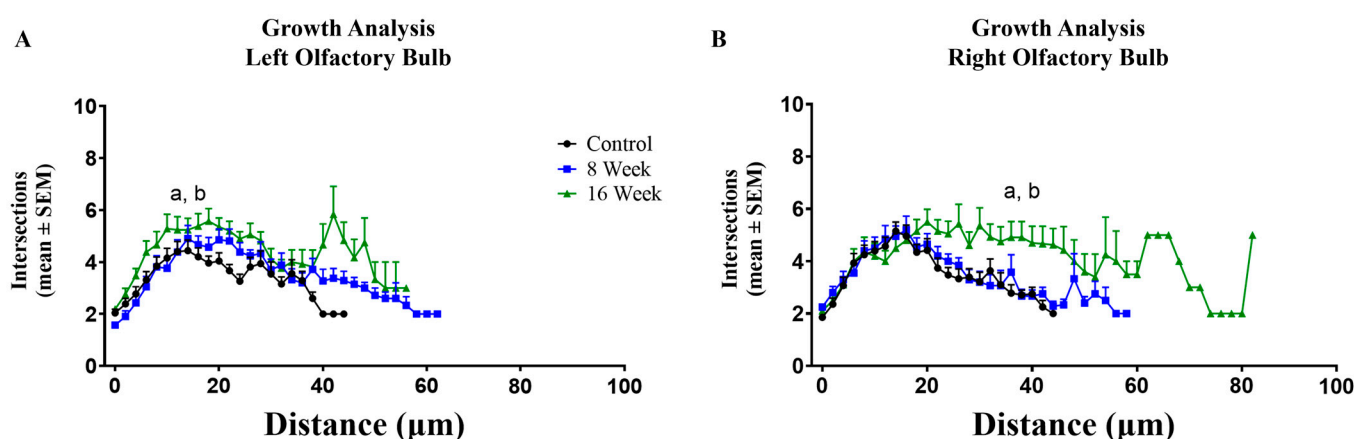 A
Growth Analysis
Left Olfactory Bulb
Intersections
(mean ± SEM)
10
8
6
4
2
0
a, b
Control
8 Week
16 Week
0 20 40 60 80 100
Distance (µm)
B
Growth Analysis
Right Olfactory Bulb
Intersections
(mean ± SEM)
10
8
6
4
2
0
a, b
0 20 40 60 80 100
Distance (µm)